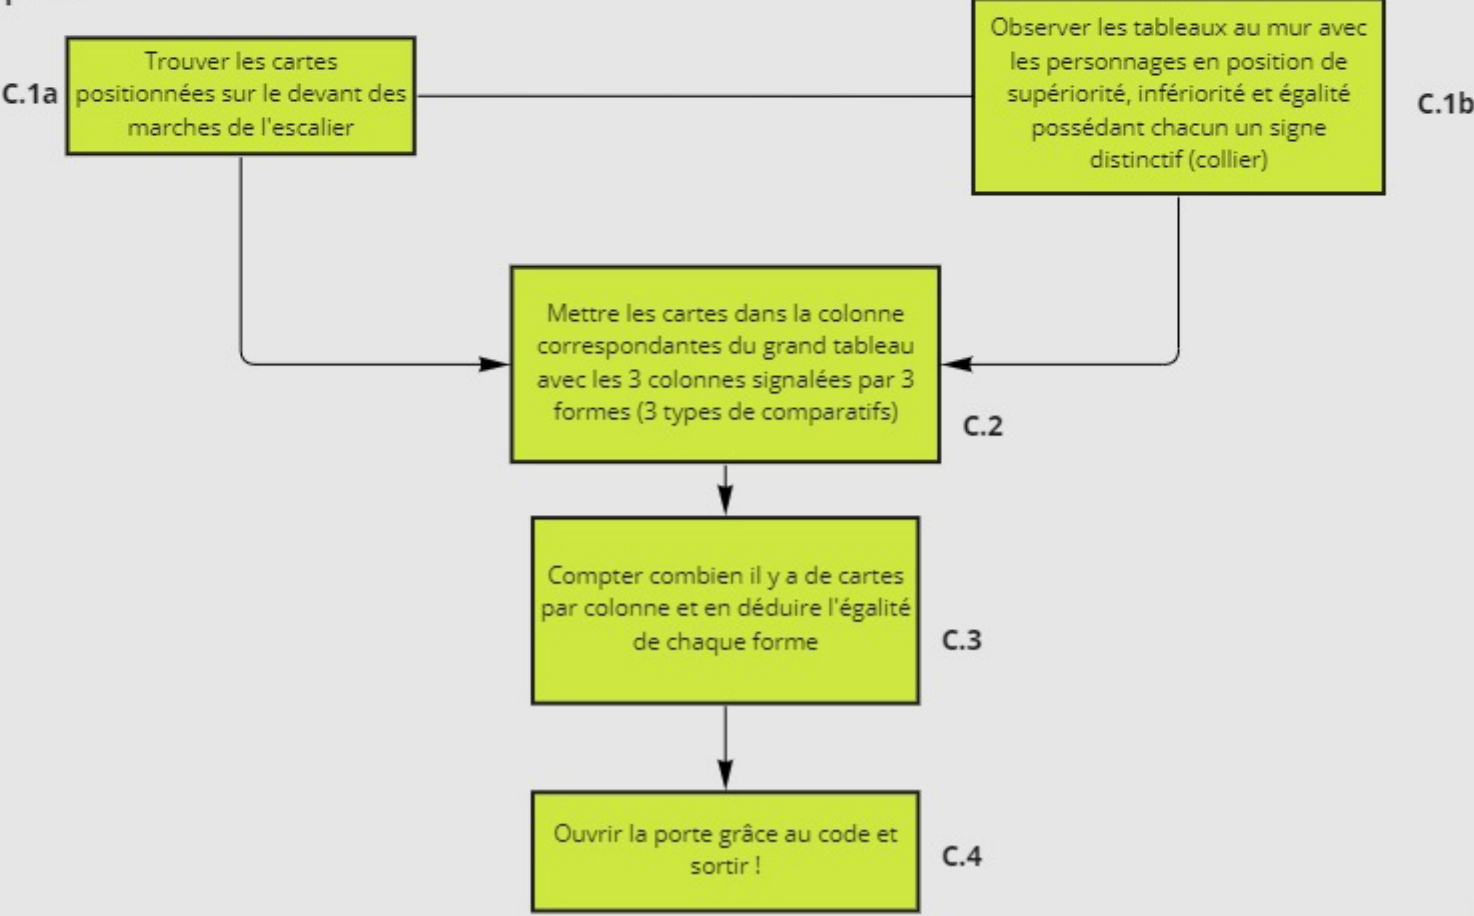 C.1a
Trouver les cartes
positionnées sur le devant des
marches de l'escalier
Observer les tableaux au mur avec
les personnages en position de
supériorité, infériorité et égalité
possédant chacun un signe
distinctif (collier)
C.1b
Mettre les cartes dans la colonne
correspondantes du grand tableau
avec les 3 colonnes signalées par 3
formes (3 types de comparatifs)
C.2
Compter combien il y a de cartes
par colonne et en déduire l'égalité
de chaque forme
C.3
Ouvrir la porte grâce au code et
sortir !
C.4